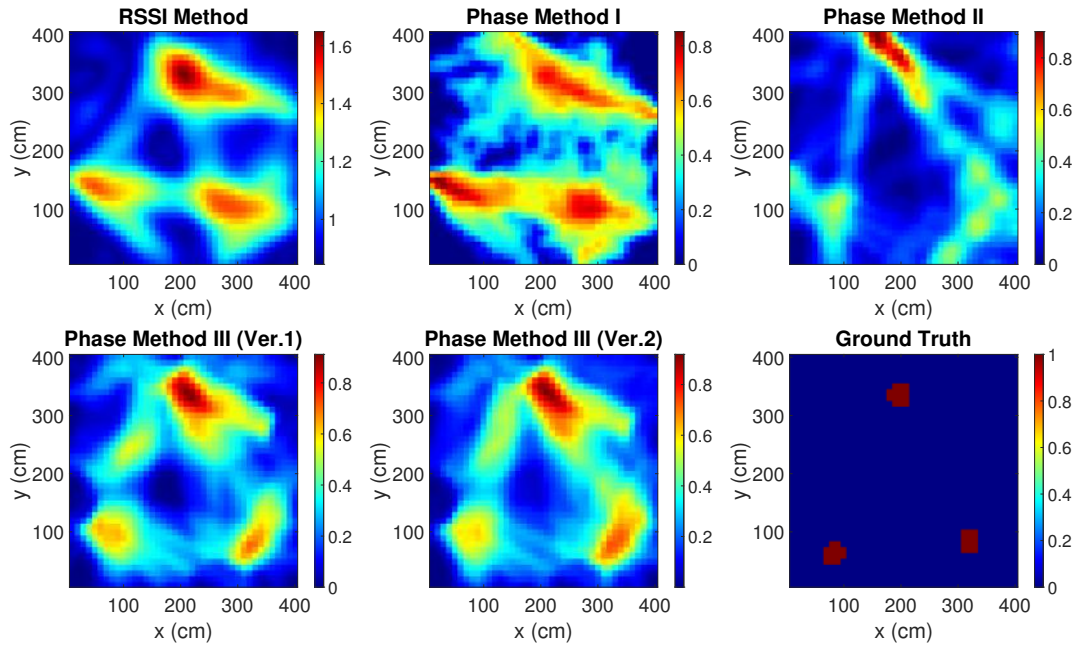 RSSI Method
400
300
200
100
y (cm)
100 200 300 400
x (cm)
1.6
1.4
1.2
1
Phase Method I
400
300
200
100
y (cm)
100 200 300 400
x (cm)
0.8
0.6
0.4
0.2
0
Phase Method II
400
300
200
100
y (cm)
100 200 300 400
x (cm)
0.8
0.6
0.4
0.2
0
Phase Method III (Ver.1)
400
300
200
100
y (cm)
100 200 300 400
x (cm)
0.8
0.6
0.4
0.2
0
Phase Method III (Ver.2)
400
300
200
100
y (cm)
100 200 300 400
x (cm)
0.8
0.6
0.4
0.2
Ground Truth
400
300
200
100
y (cm)
100 200 300 400
x (cm)
1
0.8
0.6
0.4
0.2
0